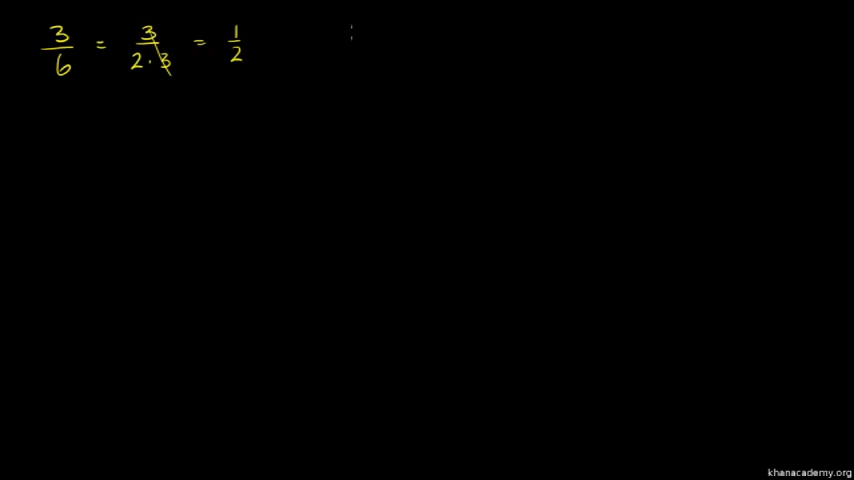 3/6 = 3/(2·3) = 1/2
khanacademy.org